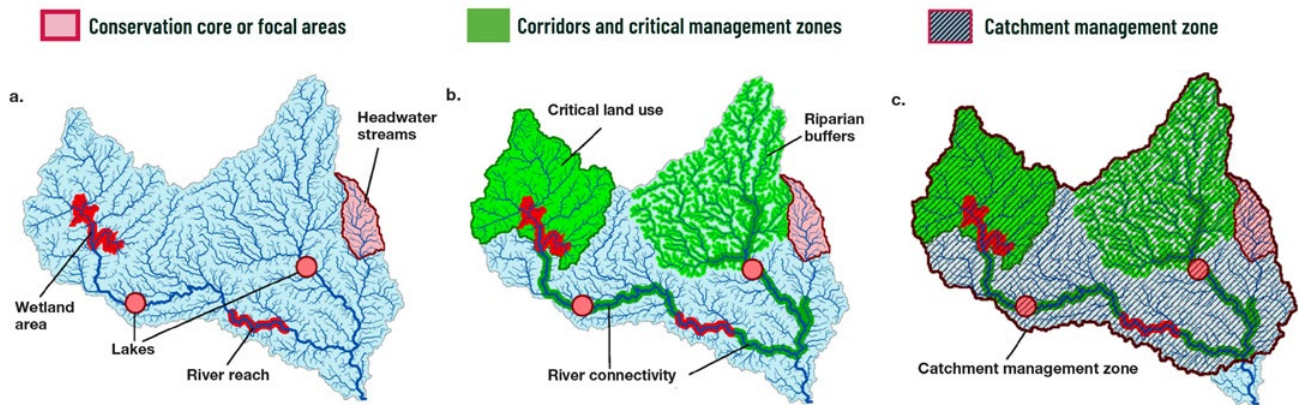 Conservation core or focal areas
Corridors and critical management zones
Catchment management zone
a.
Headwater
streams
Wetland
area
Lakes
River reach
b.
Critical land use
Riparian
buffers
River connectivity
c.
Catchment management zone